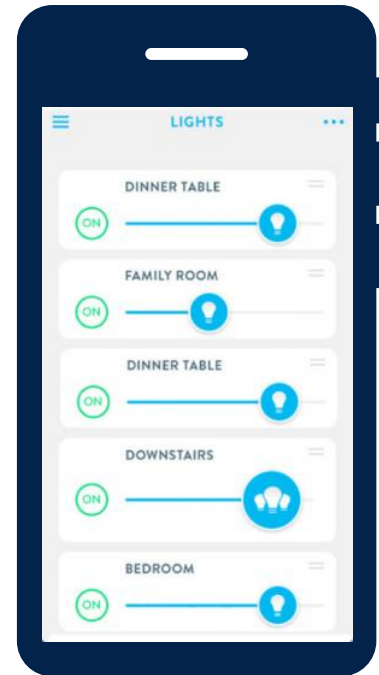 LIGHTS
DINNER TABLE
ON
FAMILY ROOM
ON
DINNER TABLE
ON
DOWNSTAIRS
ON
BEDROOM
ON